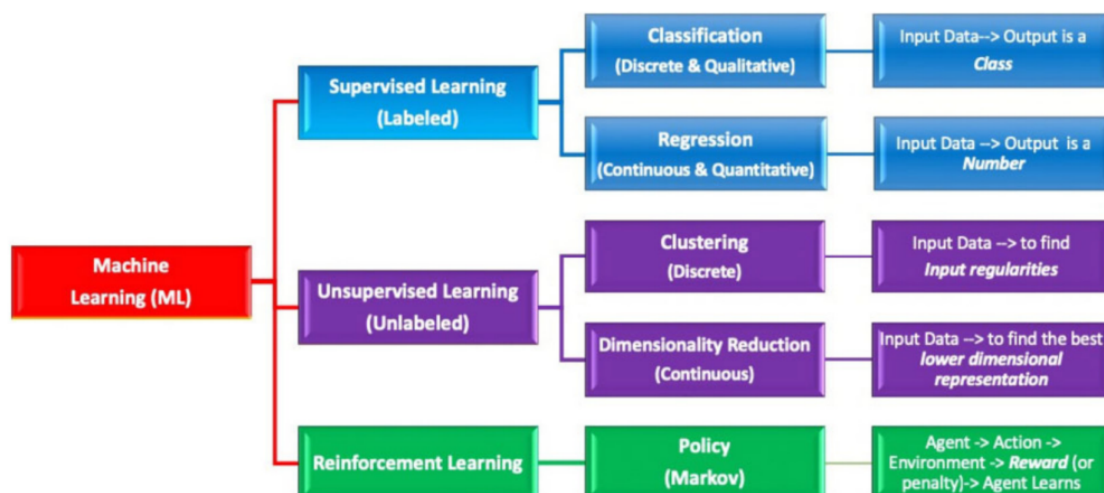 Machine
Learning (ML)
Supervised Learning
(Labeled)
Classification
(Discrete & Qualitative)
Input Data--> Output is a
Class
Regression
(Continuous & Quantitative)
Input Data --> Output is a
Number
Unsupervised Learning
(Unlabeled)
Clustering
(Discrete)
Input Data --> to find
Input regularities
Dimensionality Reduction
(Continuous)
Input Data --> to find the best
lower dimensional
representation
Reinforcement Learning
Policy
(Markov)
Agent -> Action ->
Environment -> Reward (or
penalty)-> Agent Learns